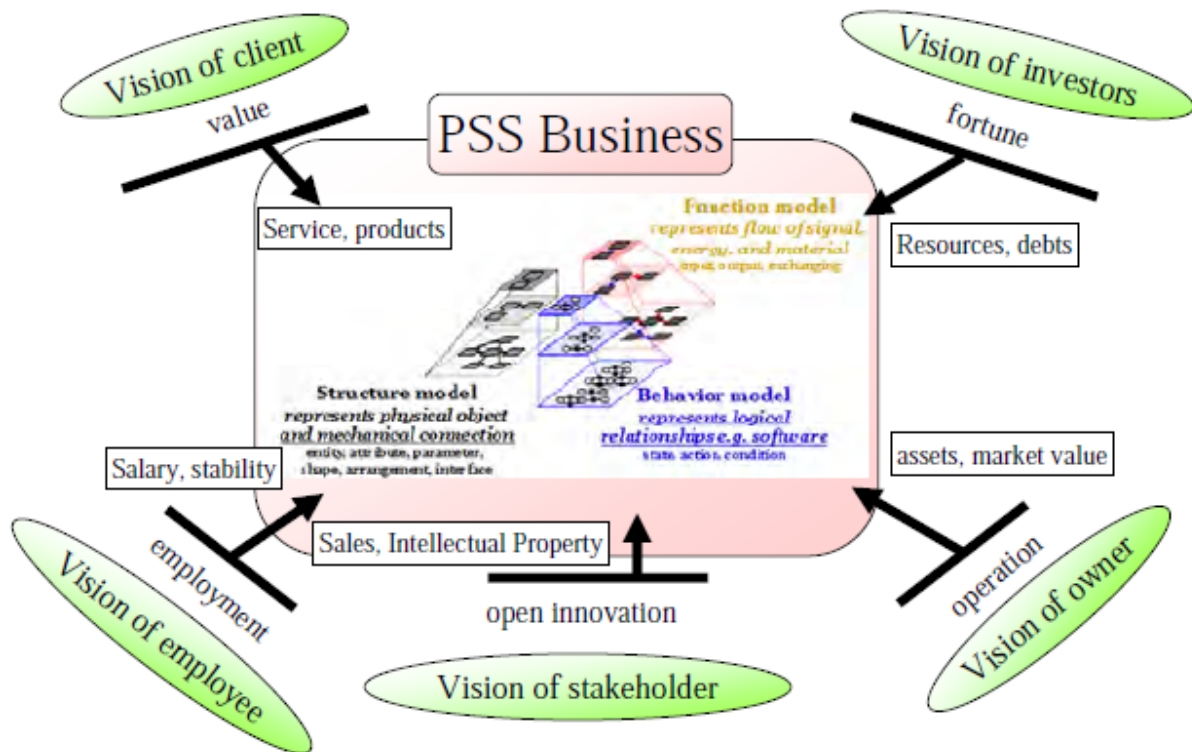 Vision of client
value
Vision of investors
fortune
PSS Business
Service, products
Resources, debts
Function model
represents flow of signal,
energy, and material
input, output, exchanging
Structure model
represents physical object
and mechanical connection
entity, attribute, parameter,
shape, arrangement, interface
Behavior model
represents logical
relationships e.g. software
state, action, condition
Salary, stability
assets, market value
Sales, Intellectual Property
employment
Vision of employee
open innovation
Vision of stakeholder
operation
Vision of owner